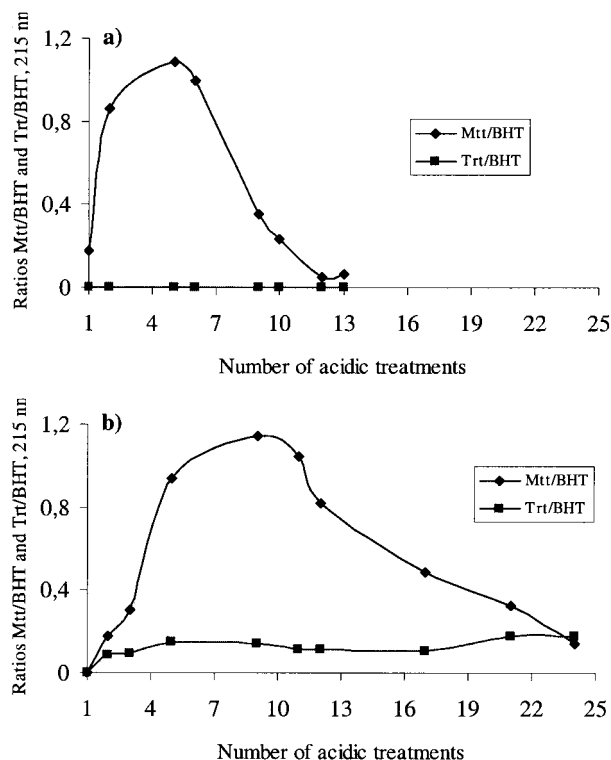 a)
Ratios Mtt/BHT and Trt/BHT, 215 nn
1,2
0,8
0,4
0
1 4 7 10 13 16 19 22 25
Number of acidic treatments
Mtt/BHT
Trt/BHT
b)
Ratios Mtt/BHT and Trt/BHT, 215 nn
1,2
0,8
0,4
0
1 4 7 10 13 16 19 22 25
Number of acidic treatments
Mtt/BHT
Trt/BHT